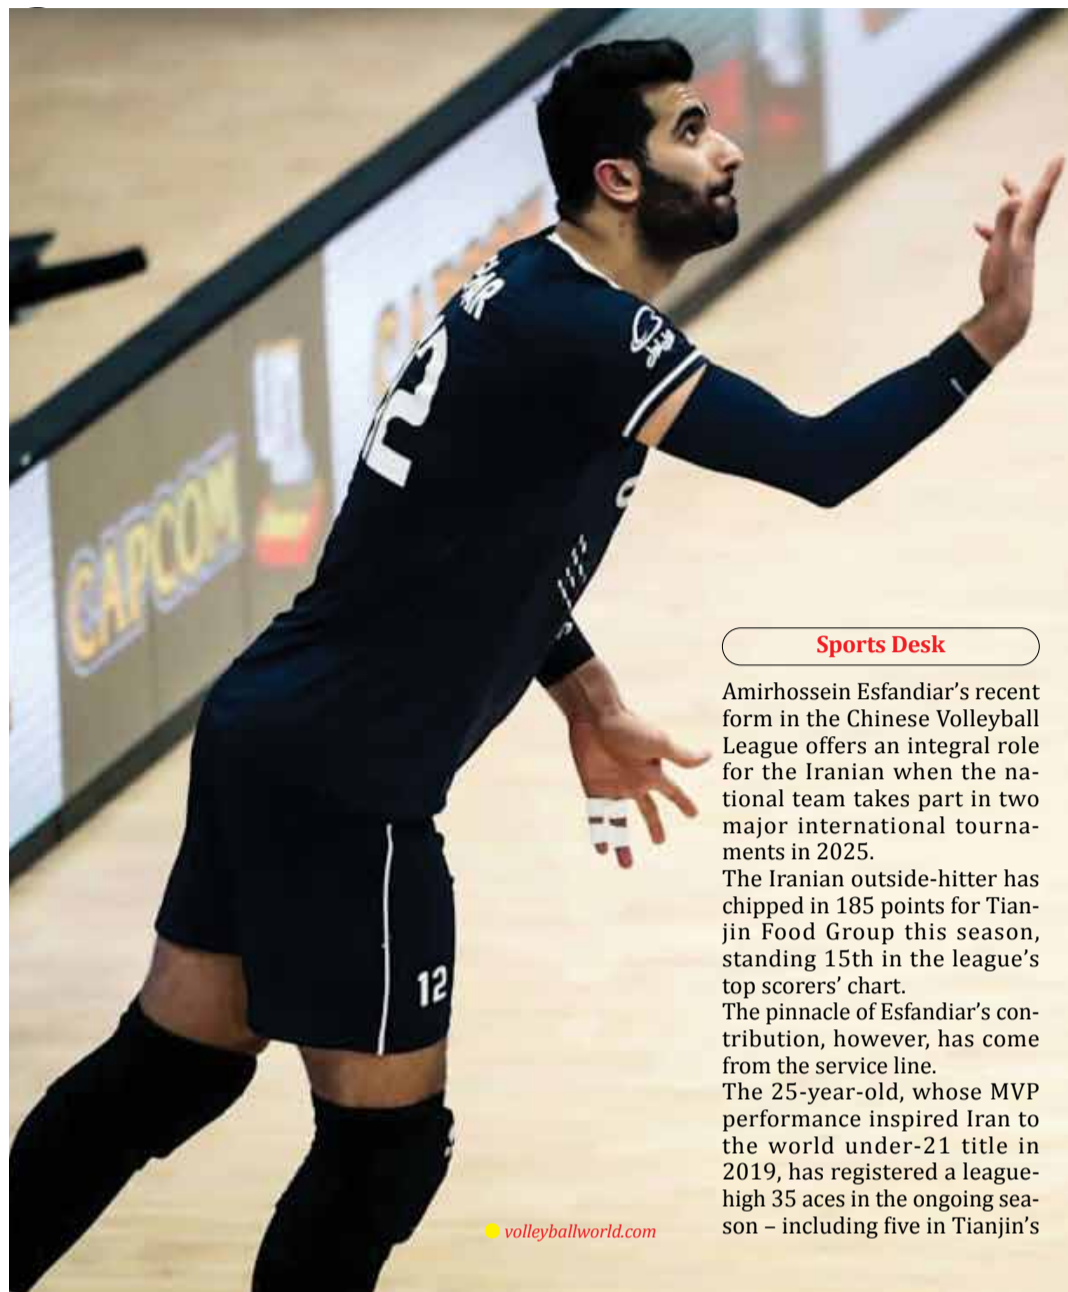 12
CAPCOM
12
Sports Desk
Amirhossein Esfandiar’s recent
form in the Chinese Volleyball
League offers an integral role
for the Iranian when the na-
tional team takes part in two
major international tourna-
ments in 2025.
The Iranian outside-hitter has
chipped in 185 points for Tian-
jin Food Group this season,
standing 15th in the league’s
top scorers’ chart.
The pinnacle of Esfandiar’s con-
tribution, however, has come
from the service line.
The 25-year-old, whose MVP
performance inspired Iran to
the world under-21 title in
2019, has registered a league-
high 35 aces in the ongoing sea-
son – including five in Tianjin’s
volleyballworld.com